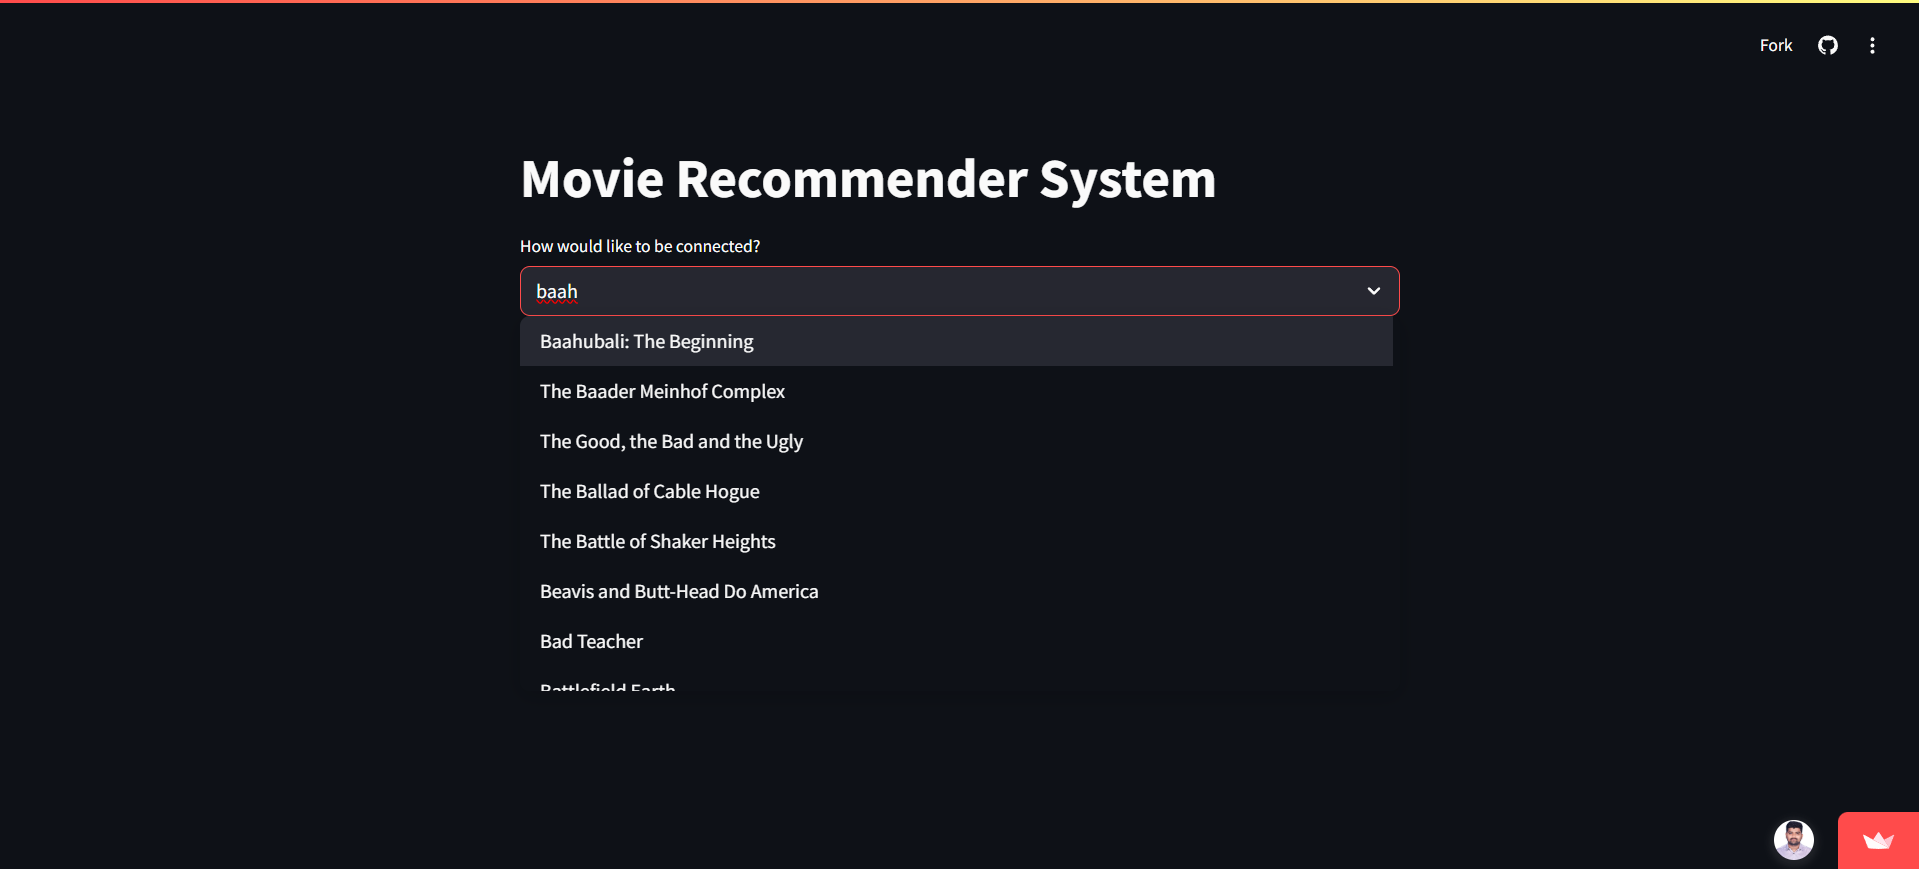 Fork
Movie Recommender System
How would like to be connected?
baah
Baahubali: The Beginning
The Baader Meinhof Complex
The Good, the Bad and the Ugly
The Ballad of Cable Hogue
The Battle of Shaker Heights
Beavis and Butt-Head Do America
Bad Teacher
Battlefield Earth